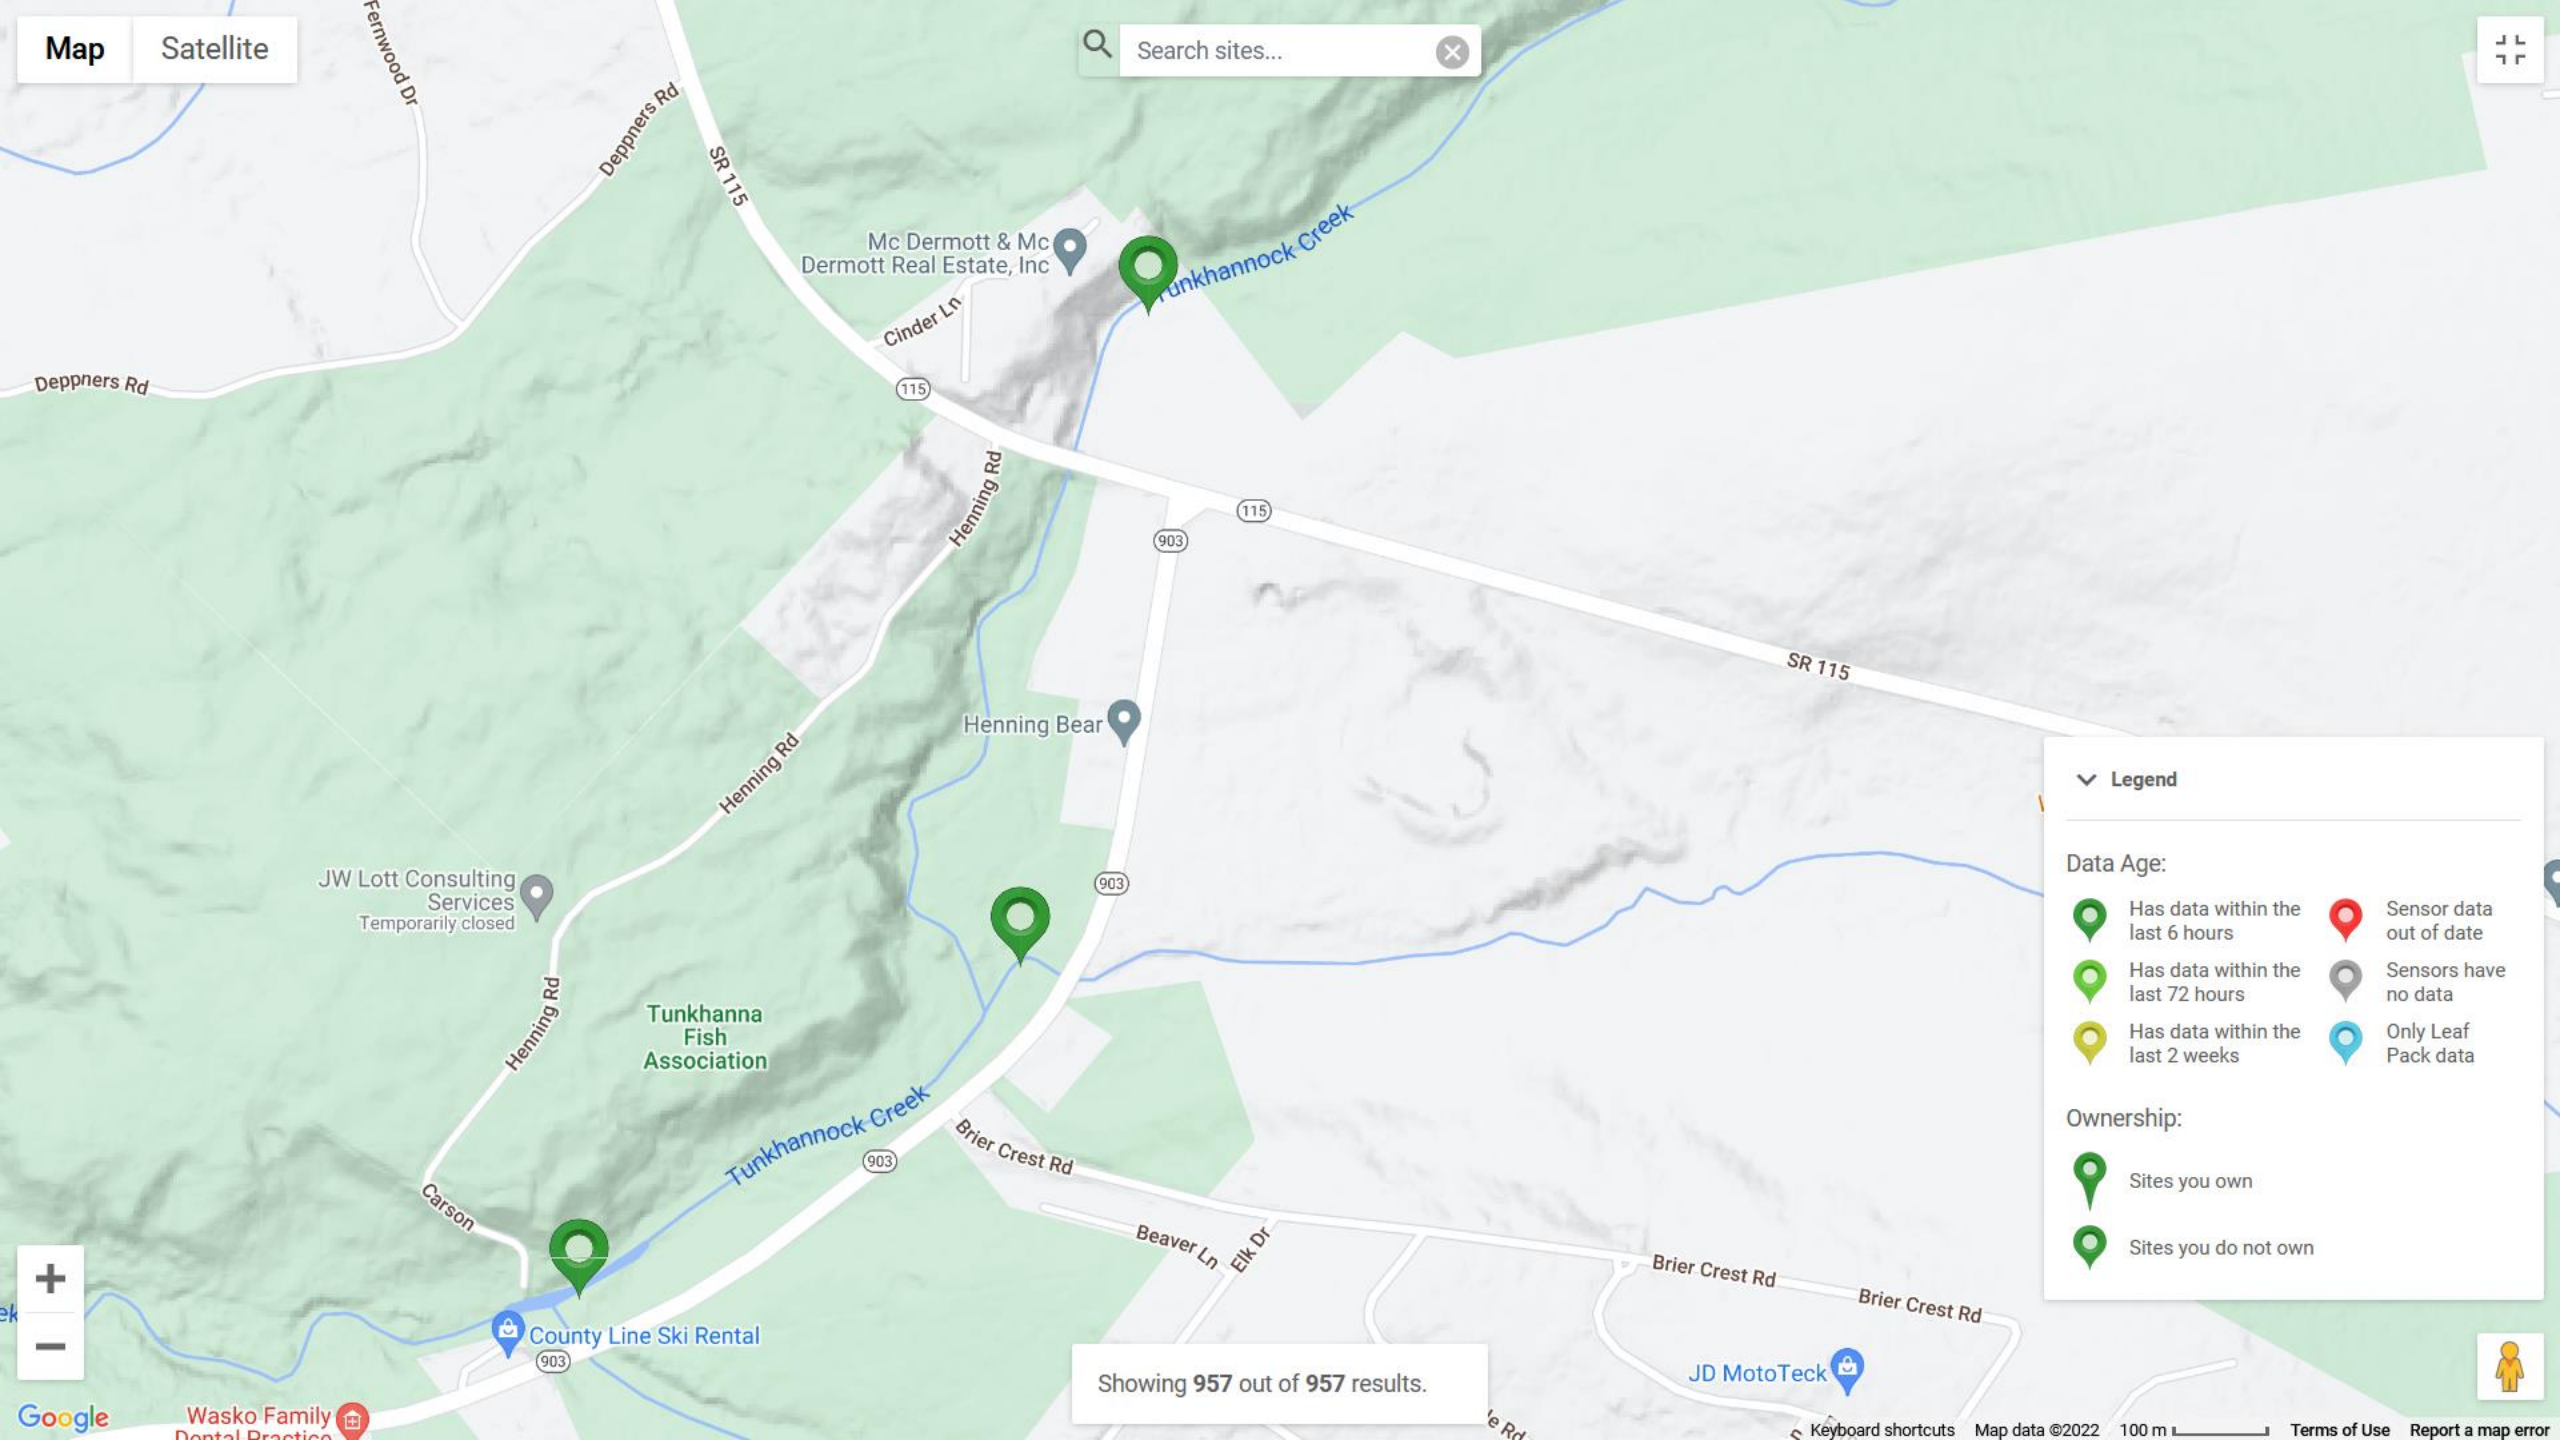 Map
Satellite
Search sites...
Fernwood Dr
Deppners Rd
SR 115
Mc Dermott & Mc
Dermott Real Estate, Inc
Tunkhannock Creek
Cinder Ln
Deppners Rd
115
Henning Rd
115
903
SR 115
Henning Bear
Henning Rd
903
JW Lott Consulting
Services
Temporarily closed
Henning Rd
Tunkhanna
Fish
Association
Tunkhannock Creek
903
Brier Crest Rd
Carson
Beaver Ln
Elk Dr
Brier Crest Rd
Brier Crest Rd
County Line Ski Rental
903
JD MotoTeck
Wasko Family
Dental Practice
Legend
Data Age:
Has data within the
last 6 hours
Sensor data
out of date
Has data within the
last 72 hours
Sensors have
no data
Has data within the
last 2 weeks
Only Leaf
Pack data
Ownership:
Sites you own
Sites you do not own
Showing 957 out of 957 results.
Google
Keyboard shortcuts
Map data ©2022
100 m
Terms of Use
Report a map error